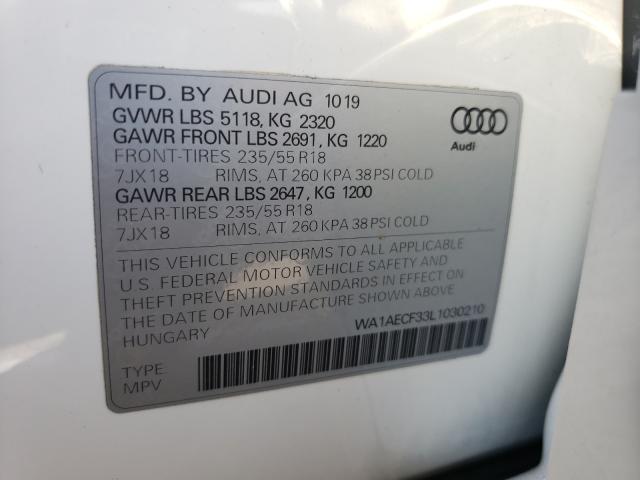 MFD. BY AUDI AG 1019
GVWR LBS 5118, KG 2320
GAWR FRONT LBS 2691, KG 1220
FRONT-TIRES 235/55 R18
7JX18 RIMS, AT 260 KPA 38 PSI COLD
GAWR REAR LBS 2647, KG 1200
REAR-TIRES 235/55 R18
7JX18 RIMS, AT 260 KPA 38 PSI COLD
Audi
THIS VEHICLE CONFORMS TO ALL APPLICABLE
U.S. FEDERAL MOTOR VEHICLE SAFETY AND
THEFT PREVENTION STANDARDS IN EFFECT ON
THE DATE OF MANUFACTURE SHOWN ABOVE
HUNGARY
WA1AECF33L1030210
TYPE
MPV